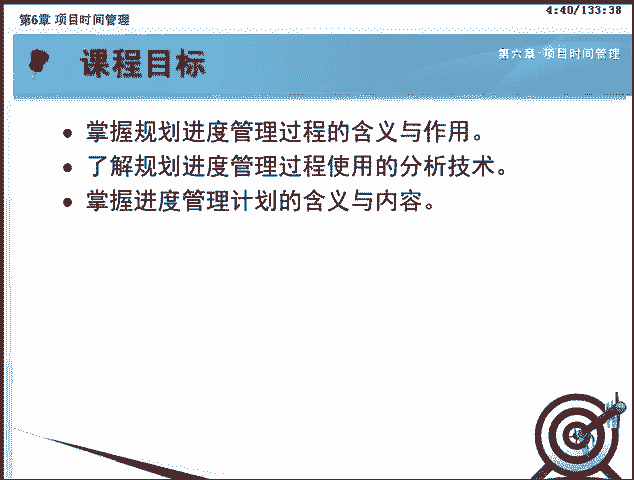 第6章 项目时间管理
4:40/133:38
课程目标
第六章 项目时间管理
• 掌握规划进度管理过程的含义与作用。
• 了解规划进度管理过程使用的分析技术。
• 掌握进度管理计划的含义与内容。